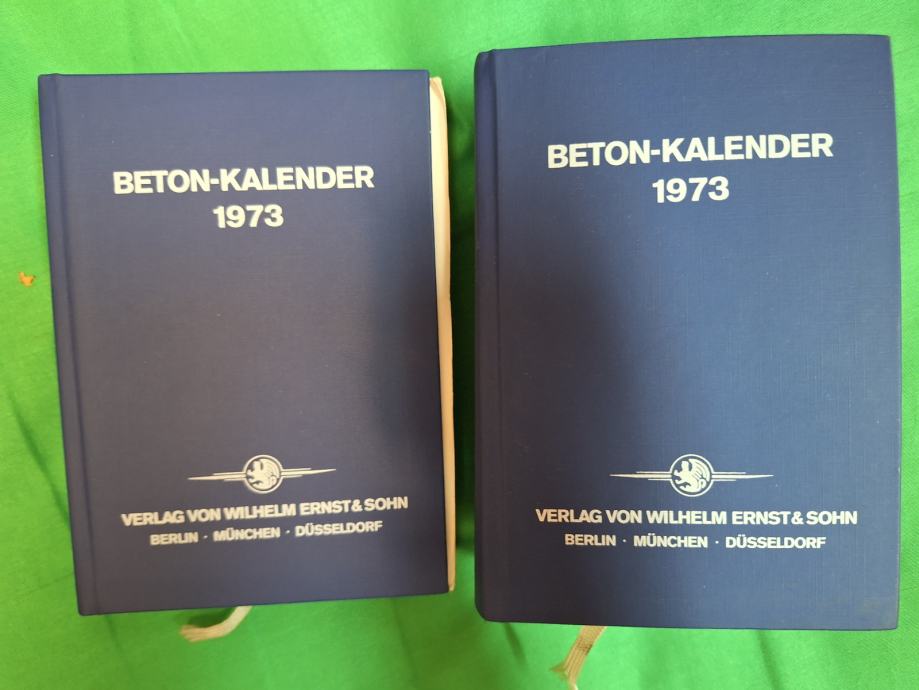 BETON-KALENDER
1973
VERLAG VON WILHELM ERNST & SOHN
BERLIN · MÜNCHEN · DÜSSELDORF
BETON-KALENDER
1973
VERLAG VON WILHELM ERNST & SOHN
BERLIN · MÜNCHEN · DÜSSELDORF